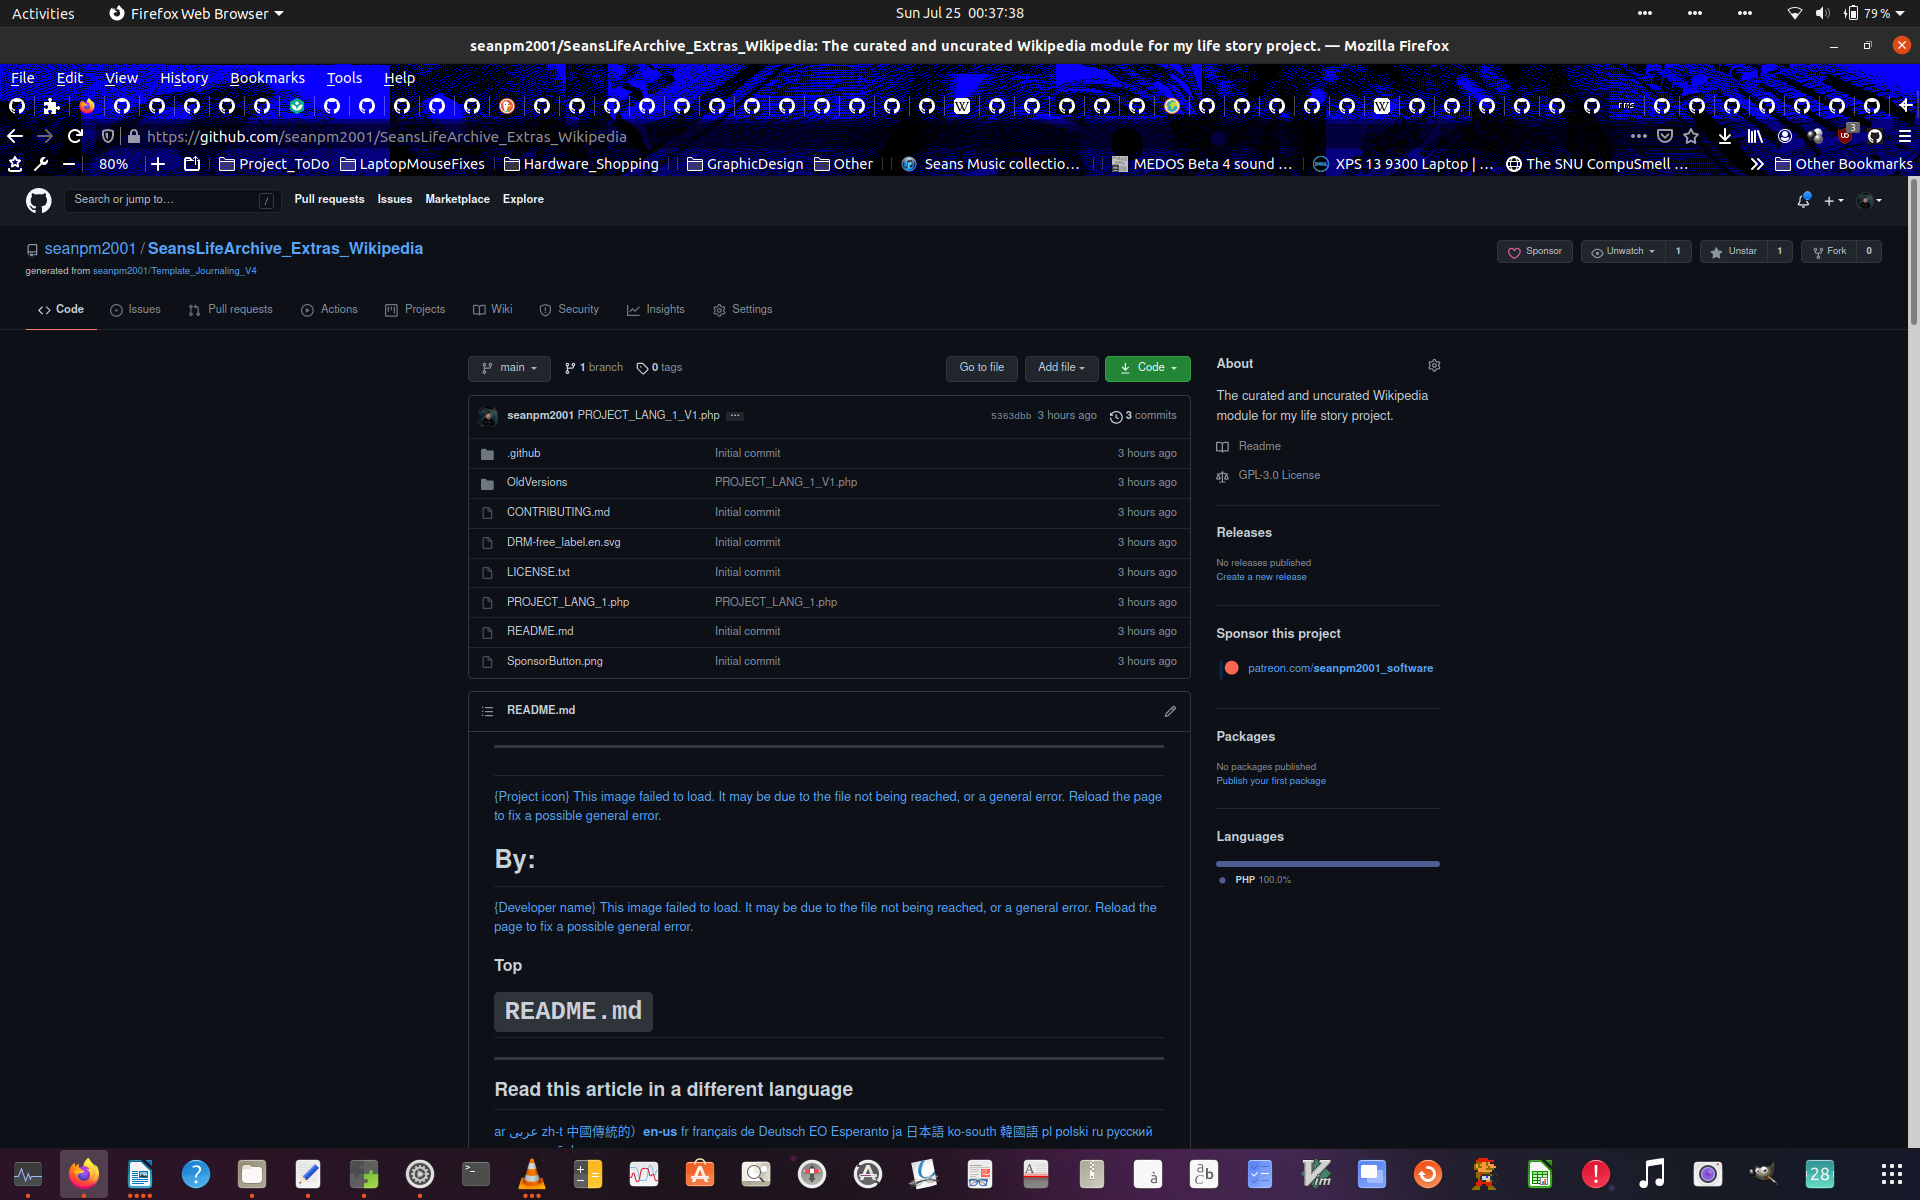 Activities Firefox Web Browser Sun Jul 25 00:37:38 79 %
seanpm2001/SeansLifeArchive_Extras_Wikipedia: The curated and uncurated Wikipedia module for my life story project. — Mozilla Firefox
File Edit View History Bookmarks Tools Help
https://github.com/seanpm2001/SeansLifeArchive_Extras_Wikipedia 3
80% Project_ToDo LaptopMouseFixes Hardware_Shopping GraphicDesign Other Seans Music collectio… MEDOS Beta 4 sound … XPS 13 9300 Laptop | … The SNU CompuSmell … Other Bookmarks
Search or jump to… / Pull requests Issues Marketplace Explore
seanpm2001 / SeansLifeArchive_Extras_Wikipedia Sponsor Unwatch 1 Unstar 1 Fork 0
generated from seanpm2001/Template_Journaling_V4
Code Issues Pull requests Actions Projects Wiki Security Insights Settings
main 1 branch 0 tags Go to file Add file Code
seanpm2001 PROJECT_LANG_1_V1.php ··· 5363dbb 3 hours ago 3 commits
.github Initial commit 3 hours ago
OldVersions PROJECT_LANG_1_V1.php 3 hours ago
CONTRIBUTING.md Initial commit 3 hours ago
DRM-free_label.en.svg Initial commit 3 hours ago
LICENSE.txt Initial commit 3 hours ago
PROJECT_LANG_1.php PROJECT_LANG_1.php 3 hours ago
README.md Initial commit 3 hours ago
SponsorButton.png Initial commit 3 hours ago
README.md
{Project icon} This image failed to load. It may be due to the file not being reached, or a general error. Reload the page
to fix a possible general error.
By:
{Developer name} This image failed to load. It may be due to the file not being reached, or a general error. Reload the
page to fix a possible general error.
Top
README.md
Read this article in a different language
ar عربى zh-t 中國傳統的）en-us fr français de Deutsch EO Esperanto ja 日本語 ko-south 韓國語 pl polski ru русский
About
The curated and uncurated Wikipedia
module for my life story project.
Readme
GPL-3.0 License
Releases
No releases published
Create a new release
Sponsor this project
patreon.com/seanpm2001_software
Packages
No packages published
Publish your first package
Languages
PHP 100.0%
28